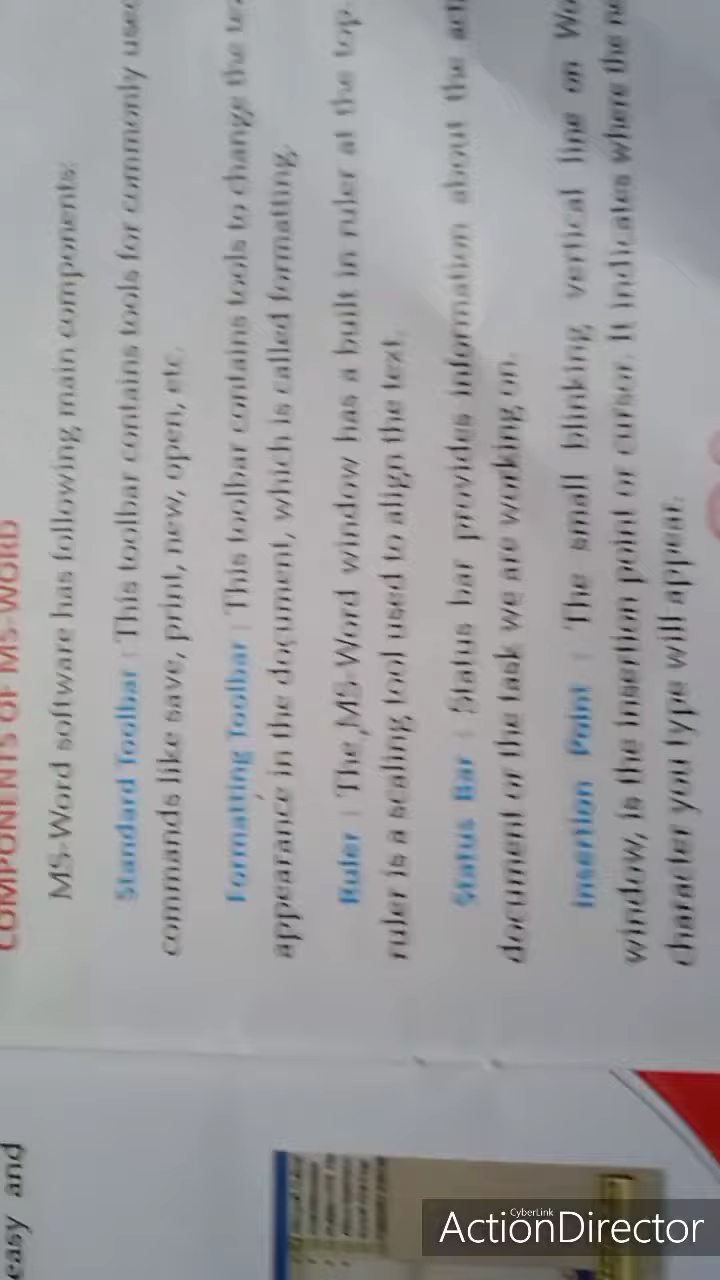 COMPONENTS OF MS-WORD
MS-Word software has following main components:
Standard Toolbar : This toolbar contains tools for commonly used
commands like save, print, new, open, etc.
Formatting Toolbar : This toolbar contains tools to change the
appearance in the document, which is called formatting.
Ruler : The MS-Word window has a built in ruler at the top.
ruler is a scaling tool used to align the text.
Status Bar : Status bar provides information about the
document or the task we are working on.
Insertion Point : The small blinking vertical line on
window, is the insertion point or cursor. It indicates where the
character you type will appear.
easy and
CyberLink
ActionDirector